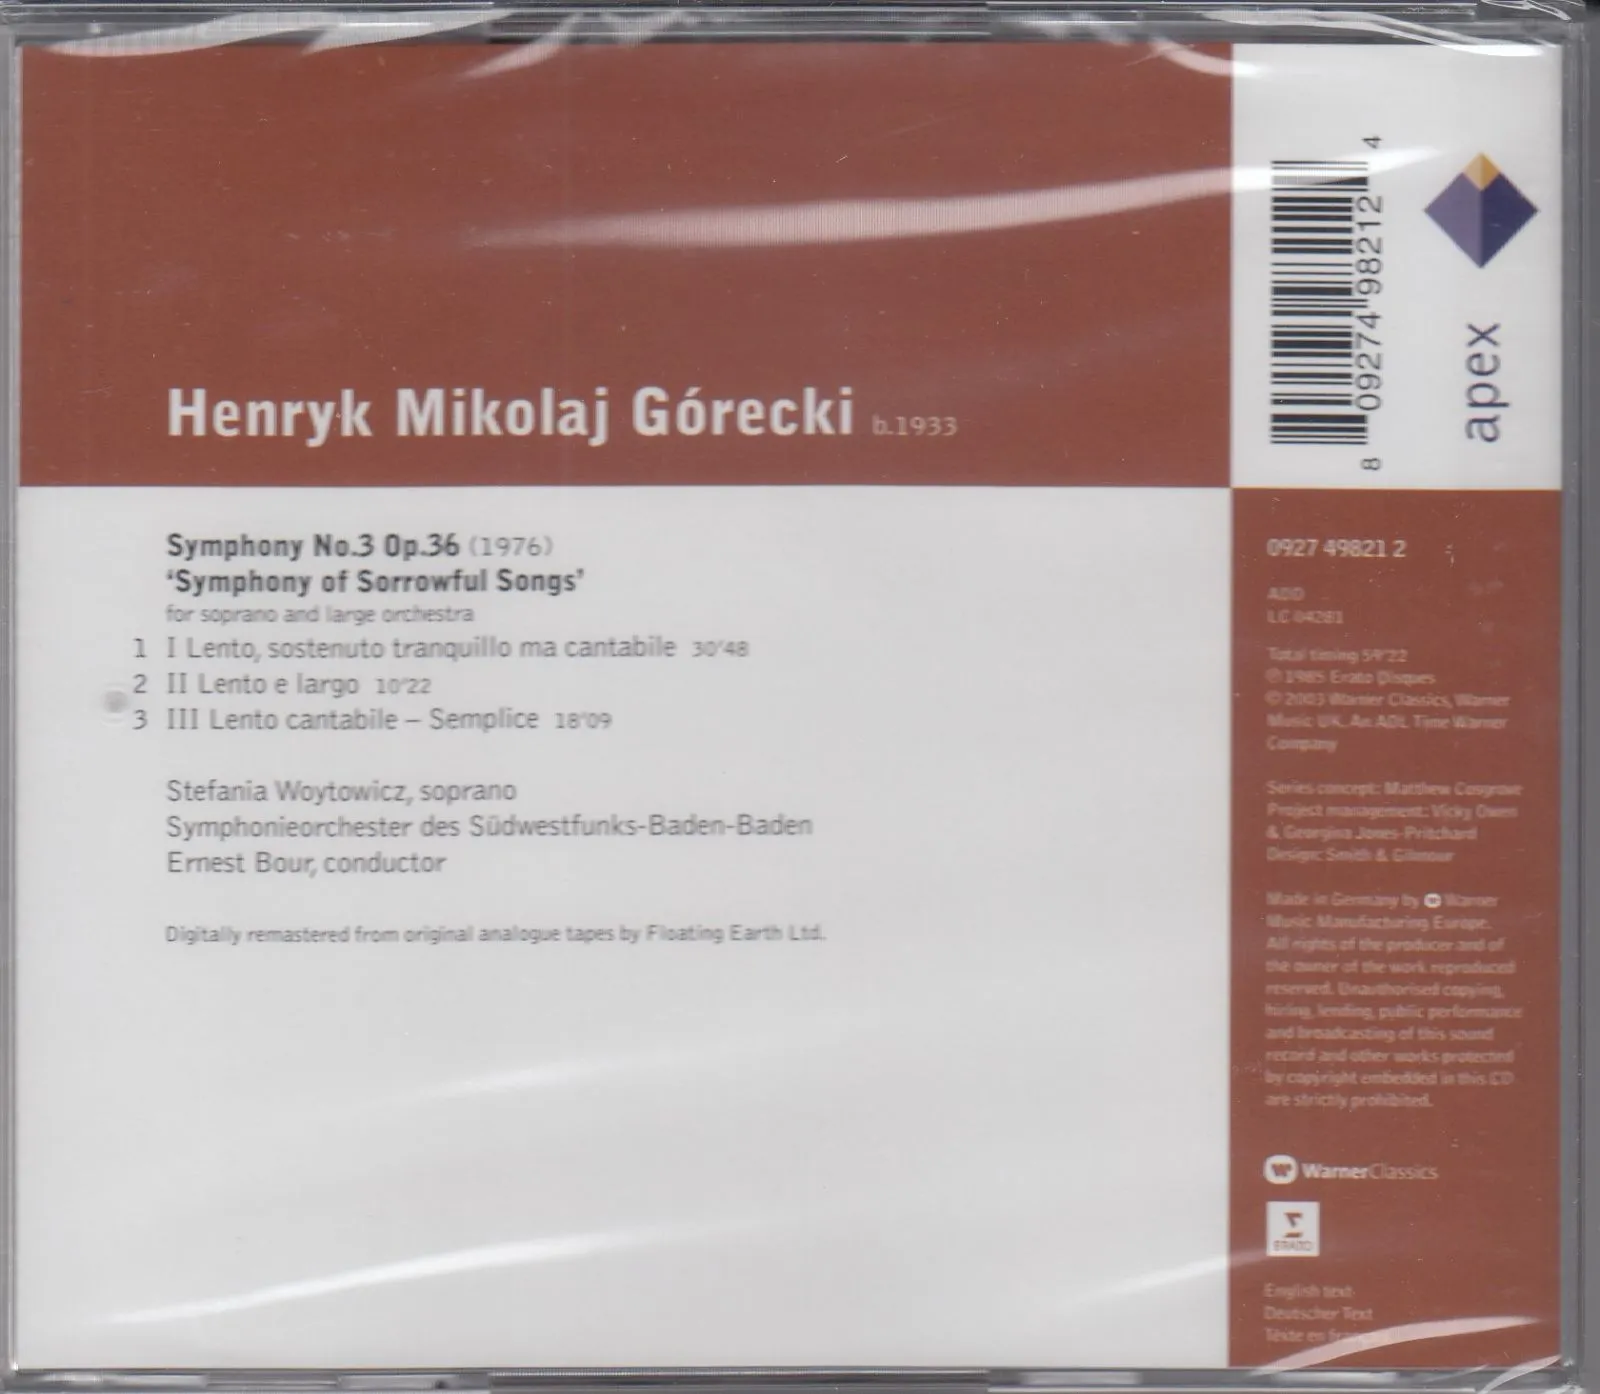 Henryk Mikolaj Górecki b.1933
Symphony No.3 Op.36 (1976)
‘Symphony of Sorrowful Songs’
for soprano and large orchestra
1 I Lento, sostenuto tranquillo ma cantabile 30'48
2 II Lento e largo 10'22
3 III Lento cantabile – Semplice 18'09
Stefania Woytowicz, soprano
Symphonieorchester des Südwestfunks-Baden-Baden
Ernest Bour, conductor
Digitally remastered from original analogue tapes by Floating Earth Ltd.
8 09274 98212 4
apex
0927 49821 2
ADD
LC 04281
Total timing 59'22
℗ 1985 Erato Disques
© 2003 Warner Classics, Warner
Music UK. An AOL Time Warner
Company
Series concept: Matthew Cosgrove
Project management: Vicky Owen
& Georgina Jones-Pritchard
Design: Smith & Gilmour
Made in Germany by Warner
Music Manufacturing Europe.
All rights of the producer and of
the owner of the work reproduced
reserved. Unauthorised copying,
hiring, lending, public performance
and broadcasting of this sound
record and other works protected
by copyright embedded in this CD
are strictly prohibited.
WarnerClassics
ERATO
English text
Deutscher Text
Texte en